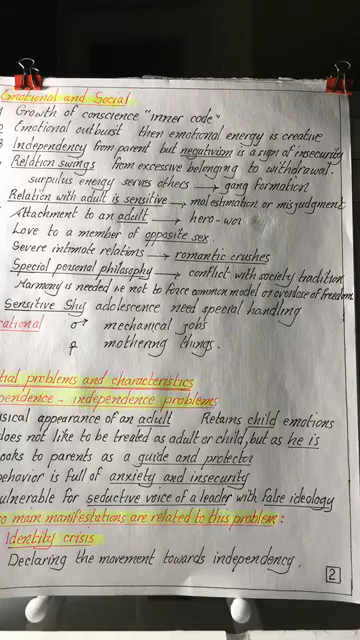 Emotional and Social
Growth of conscience "inner code"
Emotional outburst then emotional energy is creative
Independency from parent but negativism is a sign of insecurity
Relation swings from excessive belonging to withdrawal.
surpulus energy serves others → gang formation
Relation with adult is sensitive → mal estimation or misjudgment
Attachment to an adult → hero-wor
Love to a member of opposite sex.
Severe intimate relations → romantic crushes
Special personal philosophy → conflict with society tradition
Harmony is needed ie not to force common model or overdose of freedom
Sensitive Shy adolescence need special handling
cational ♂ → mechanical jobs
♀ mothering things.
tial problems and characteristics
pendence - independence problems
sical appearance of an adult Retains child emotions
does not like to be treated as adult or child, but as he is
ooks to parents as a guide and protector
behavior is full of anxiety and insecurity
ulnerable for seductive voice of a leader with false ideology
o main manifestations are related to this problem:
Identity crisis
Declaring the movement towards independency.
2